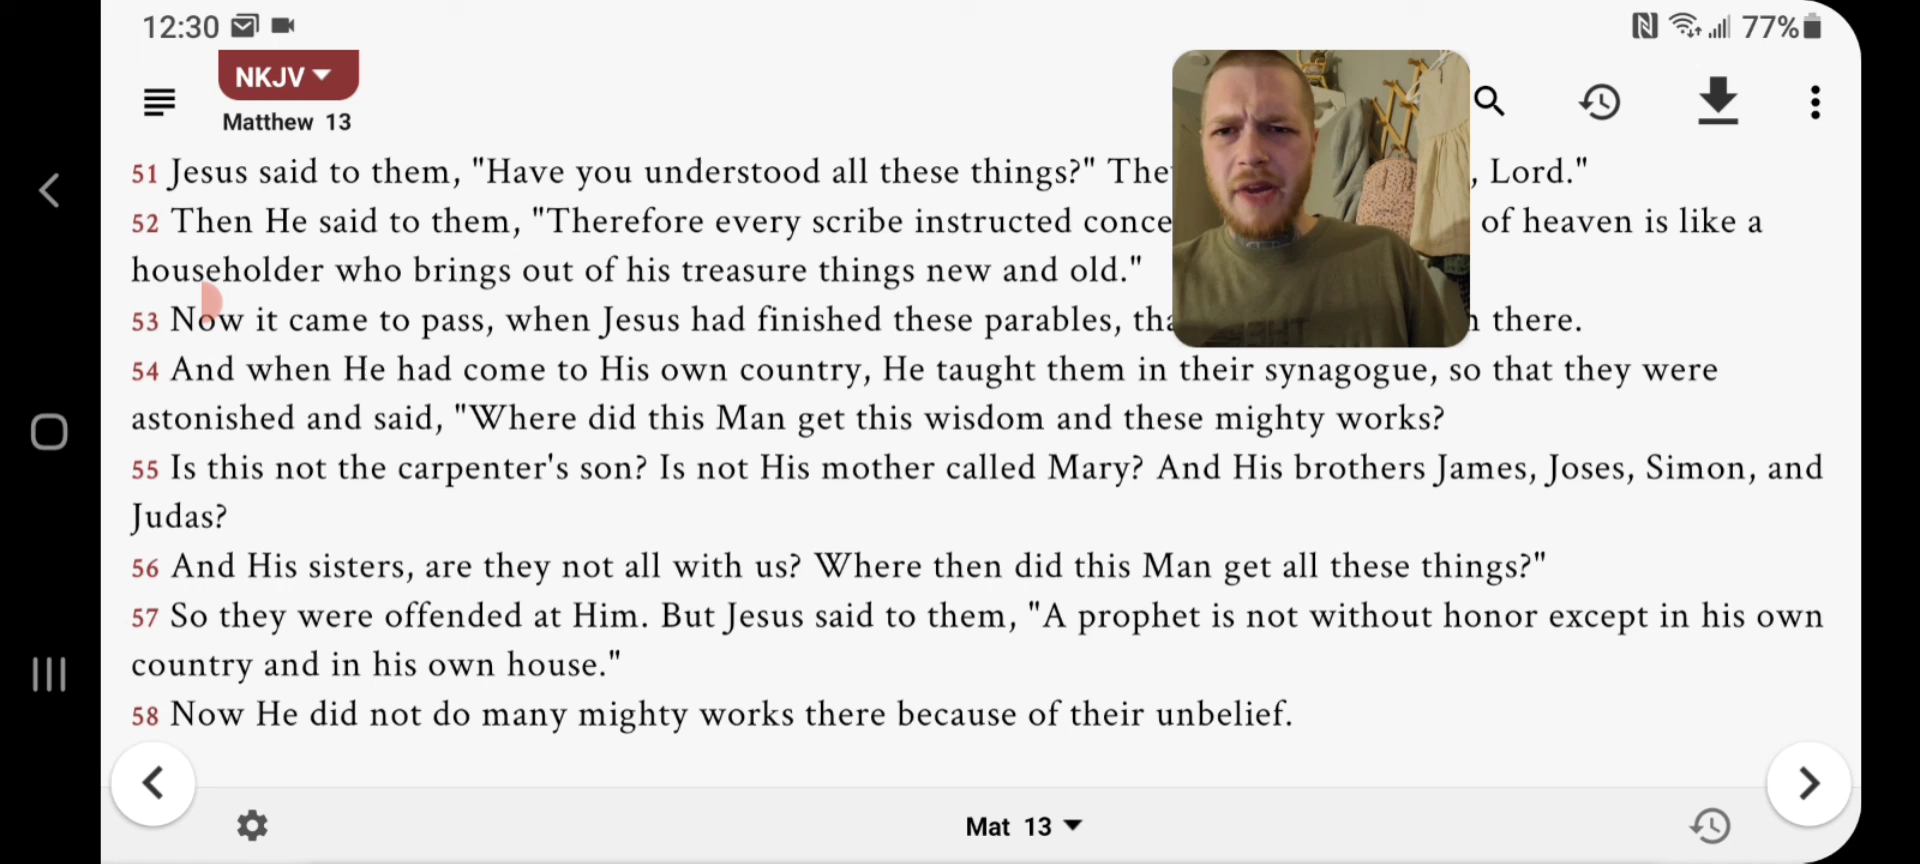 12:30 77%
NKJV
Matthew 13
51 Jesus said to them, "Have you understood all these things?" The , Lord."
52 Then He said to them, "Therefore every scribe instructed conce of heaven is like a
householder who brings out of his treasure things new and old."
53 Now it came to pass, when Jesus had finished these parables, tha there.
54 And when He had come to His own country, He taught them in their synagogue, so that they were
astonished and said, "Where did this Man get this wisdom and these mighty works?
55 Is this not the carpenter's son? Is not His mother called Mary? And His brothers James, Joses, Simon, and
Judas?
56 And His sisters, are they not all with us? Where then did this Man get all these things?"
57 So they were offended at Him. But Jesus said to them, "A prophet is not without honor except in his own
country and in his own house."
58 Now He did not do many mighty works there because of their unbelief.
Mat 13